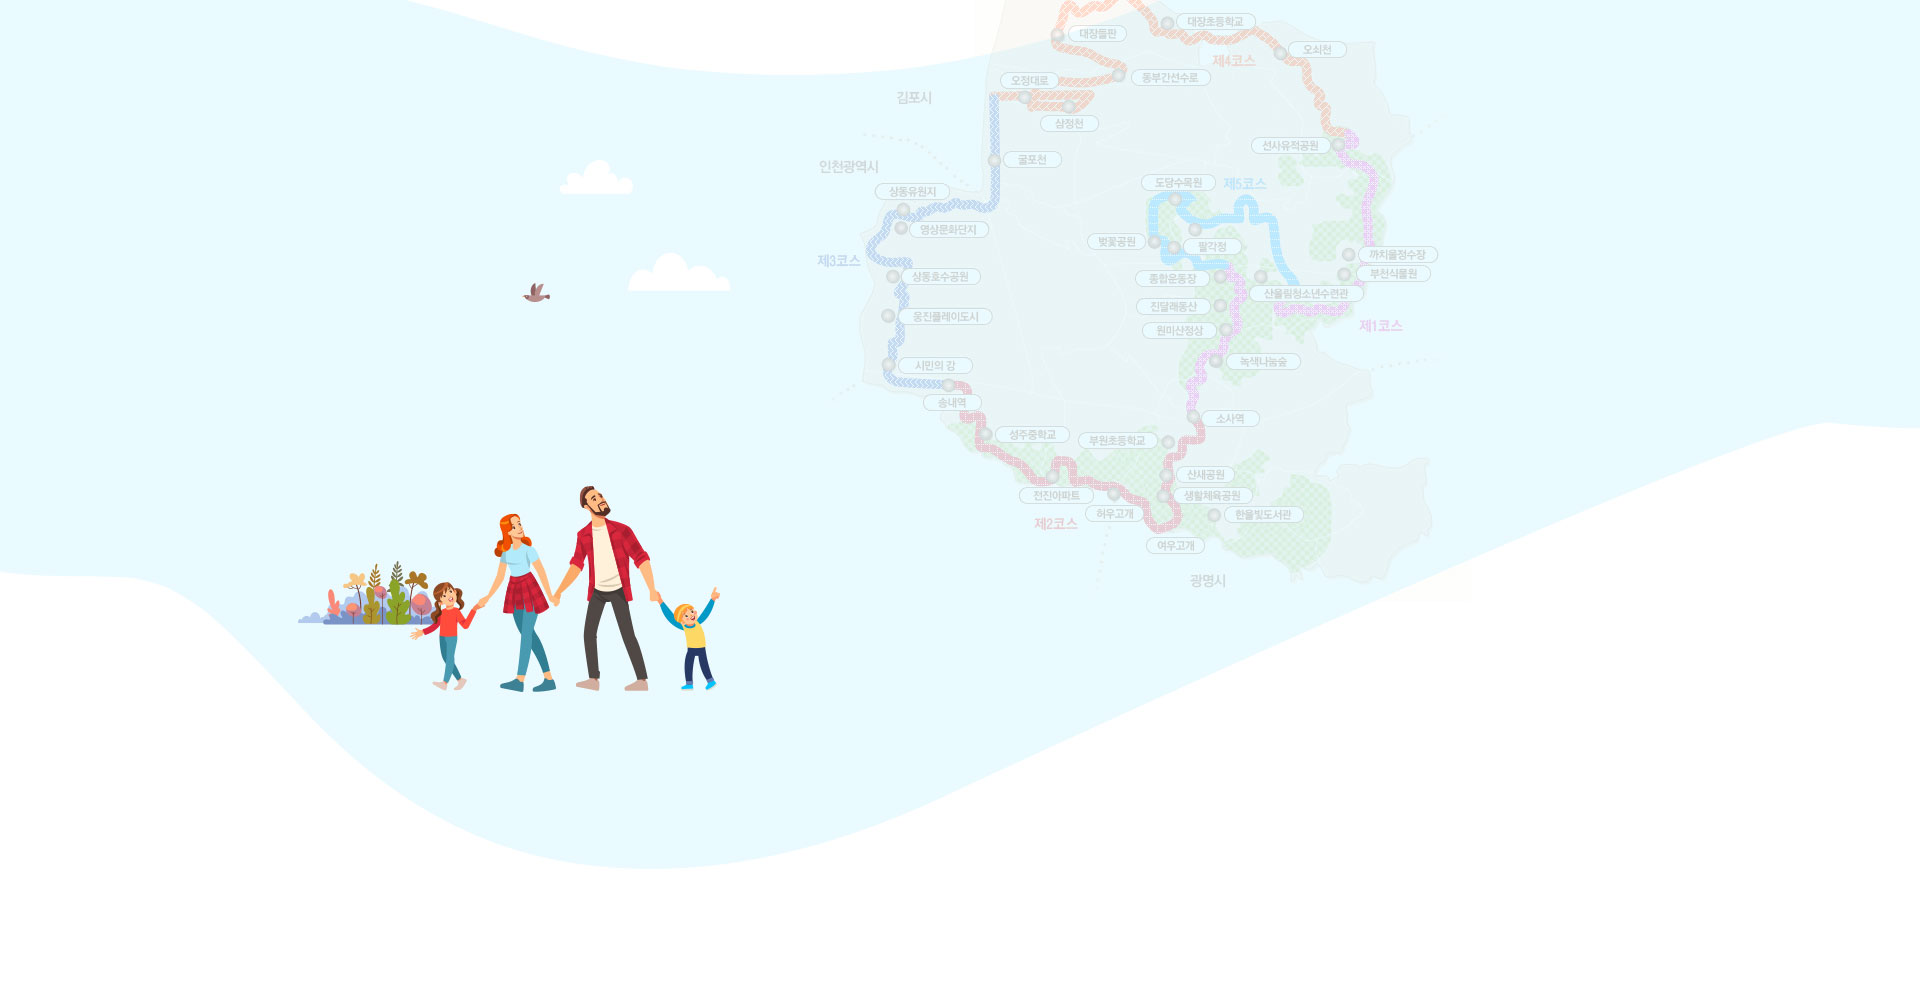 대장초등학교
대장들판
오쇠천
제4코스
동부간선수로
오정대로
김포시
삼정천
선사유적공원
굴포천
인천광역시
도당수목원
제5코스
상동유원지
영상문화단지
벚꽃공원
팔각정
까치울정수장
제3코스
부천식물원
상동호수공원
종합운동장
산울림청소년수련관
진달래동산
웅진플레이도시
제1코스
원미산정상
녹색나눔숲
시민의 강
송내역
소사역
성주중학교
부원초등학교
산새공원
전진아파트
생활체육공원
허우고개
한울빛도서관
제2코스
여우고개
광명시